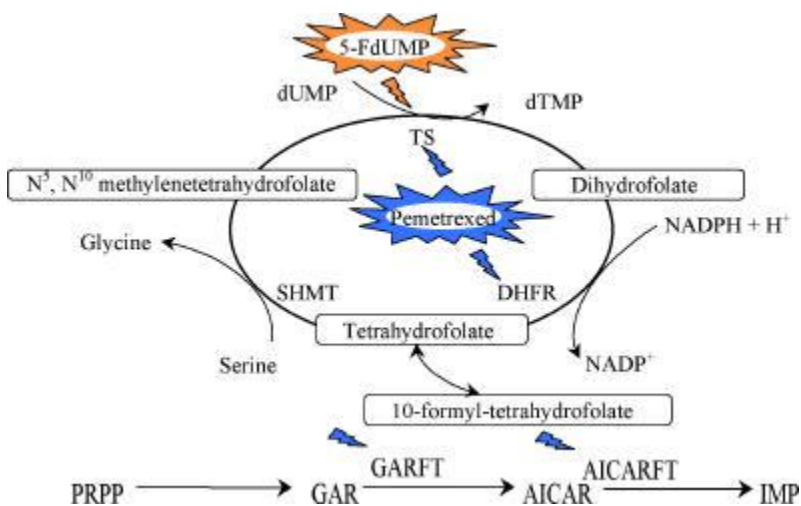 5-FdUMP
dUMP
dTMP
TS
N⁵, N¹⁰ methylenetetrahydrofolate
Dihydrofolate
Pemetrexed
NADPH + H⁺
Glycine
SHMT
DHFR
Tetrahydrofolate
Serine
NADP⁺
10-formyl-tetrahydrofolate
GARFT
AICARFT
PRPP
GAR
AICAR
IMP